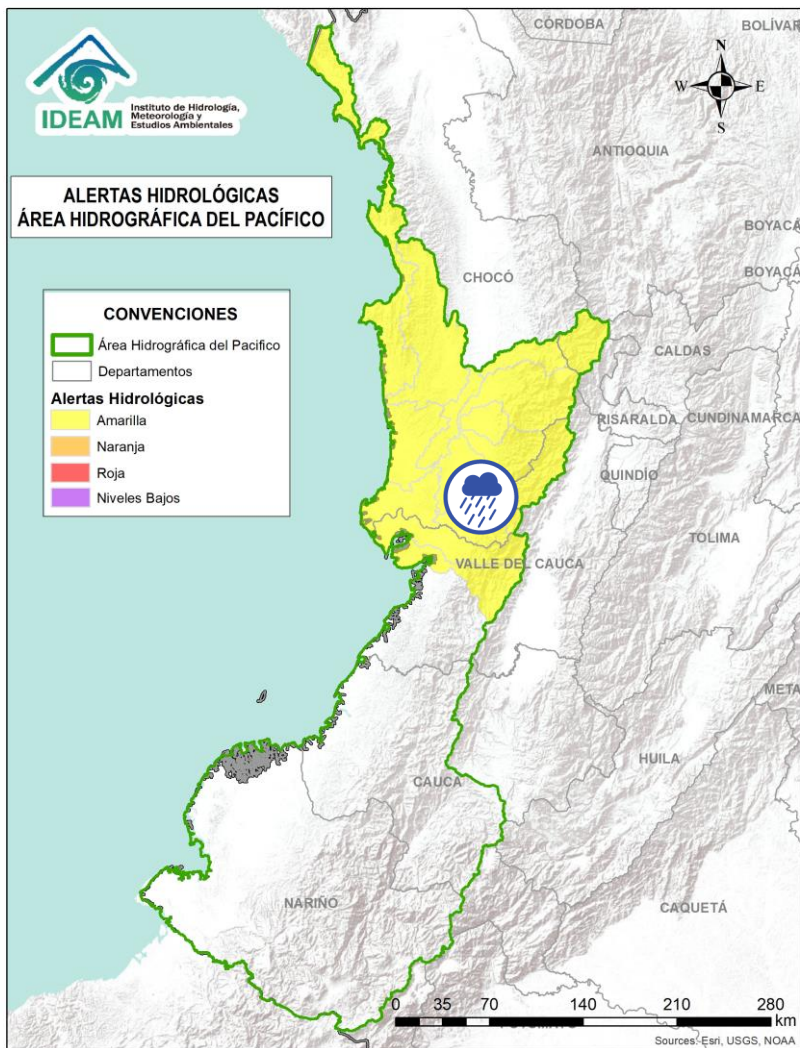 CÓRDOBA
BOLÍVAR
N
W
E
S
IDEAM
Instituto de Hidrología,
Meteorología y
Estudios Ambientales
ANTIOQUIA
ALERTAS HIDROLÓGICAS
ÁREA HIDROGRÁFICA DEL PACÍFICO
BOYACÁ
BOYACÁ
CHOCÓ
CONVENCIONES
Área Hidrográfica del Pacifico
Departamentos
Alertas Hidrológicas
Amarilla
Naranja
Roja
Niveles Bajos
CALDAS
RISARALDA
CUNDINAMARCA
QUINDÍO
TOLIMA
VALLE DEL CAUCA
META
HUILA
CAUCA
NARIÑO
CAQUETÁ
0 35 70 140 210 280
km
Sources: Esri, USGS, NOAA